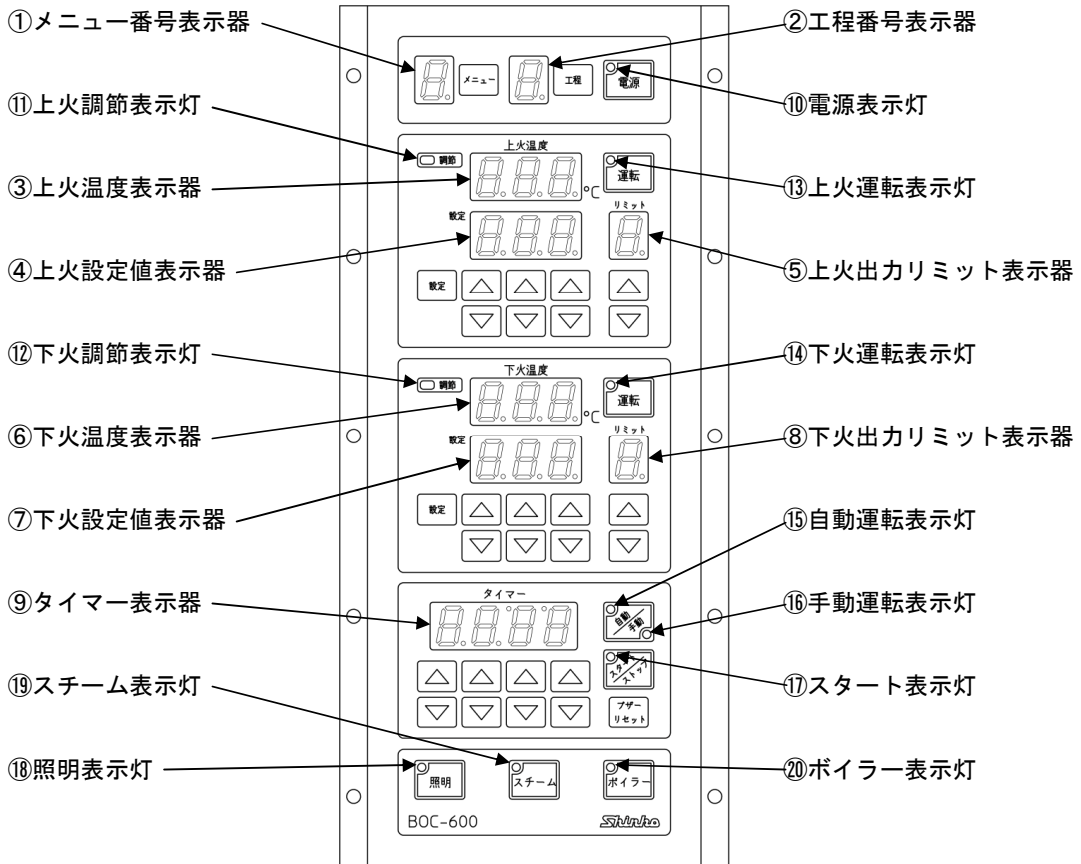 ①メニュー番号表示器
②工程番号表示器
メニュー
工程
電源
⑪上火調節表示灯
⑩電源表示灯
上火温度
調節
運転
③上火温度表示器
⑬上火運転表示灯
℃
リミット
設定
④上火設定値表示器
⑤上火出力リミット表示器
設定
⑫下火調節表示灯
⑭下火運転表示灯
下火温度
調節
運転
⑥下火温度表示器
℃
リミット
設定
⑧下火出力リミット表示器
⑦下火設定値表示器
設定
⑮自動運転表示灯
タイマー
⑨タイマー表示器
⑯手動運転表示灯
自動/手動
スタート/ストップ
⑲スチーム表示灯
⑰スタート表示灯
ブザー
リセット
⑱照明表示灯
⑳ボイラー表示灯
照明
スチーム
ボイラー
BOC-600
Shinko